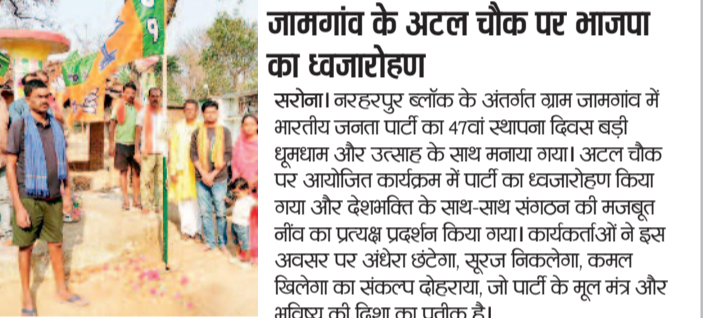 जामगांव के अटल चौक पर भाजपा
का ध्वजारोहण
सरोना। नरहरपुर ब्लॉक के अंतर्गत ग्राम जामगांव में
भारतीय जनता पार्टी का 47वां स्थापना दिवस बड़ी
धूमधाम और उत्साह के साथ मनाया गया। अटल चौक
पर आयोजित कार्यक्रम में पार्टी का ध्वजारोहण किया
गया और देशभक्ति के साथ-साथ संगठन की मजबूत
नींव का प्रत्यक्ष प्रदर्शन किया गया। कार्यकर्ताओं ने इस
अवसर पर अंधेरा छंटेगा, सूरज निकलेगा, कमल
खिलेगा का संकल्प दोहराया, जो पार्टी के मूल मंत्र और
भविष्य की दिशा का प्रतीक है।